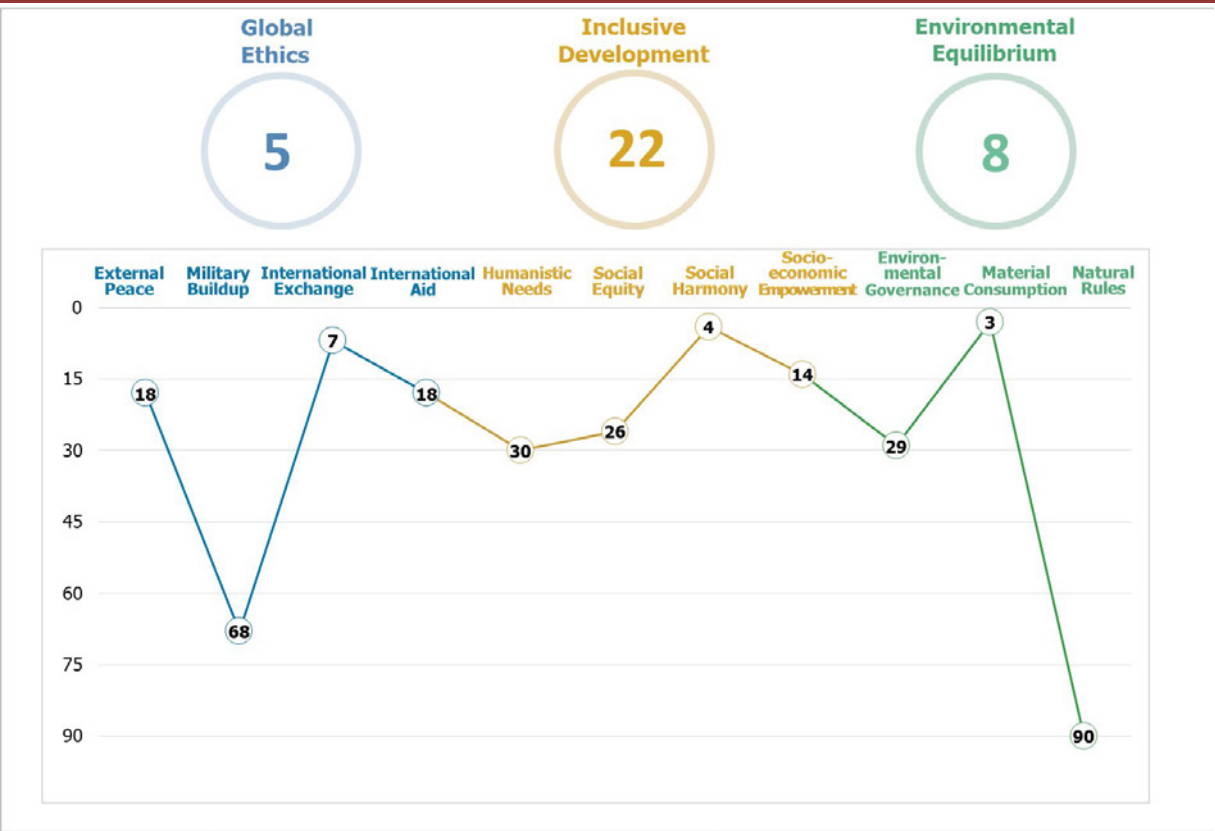 Global
Ethics
Inclusive
Development
Environmental
Equilibrium
5
22
8
External
Peace
Military
Buildup
International
Exchange
International
Aid
Humanistic
Needs
Social
Equity
Social
Harmony
Socio-
economic
Empowerment
Environ-
mental
Governance
Material
Consumption
Natural
Rules
0
15
30
45
60
75
90
18
68
7
18
30
26
4
14
29
3
90